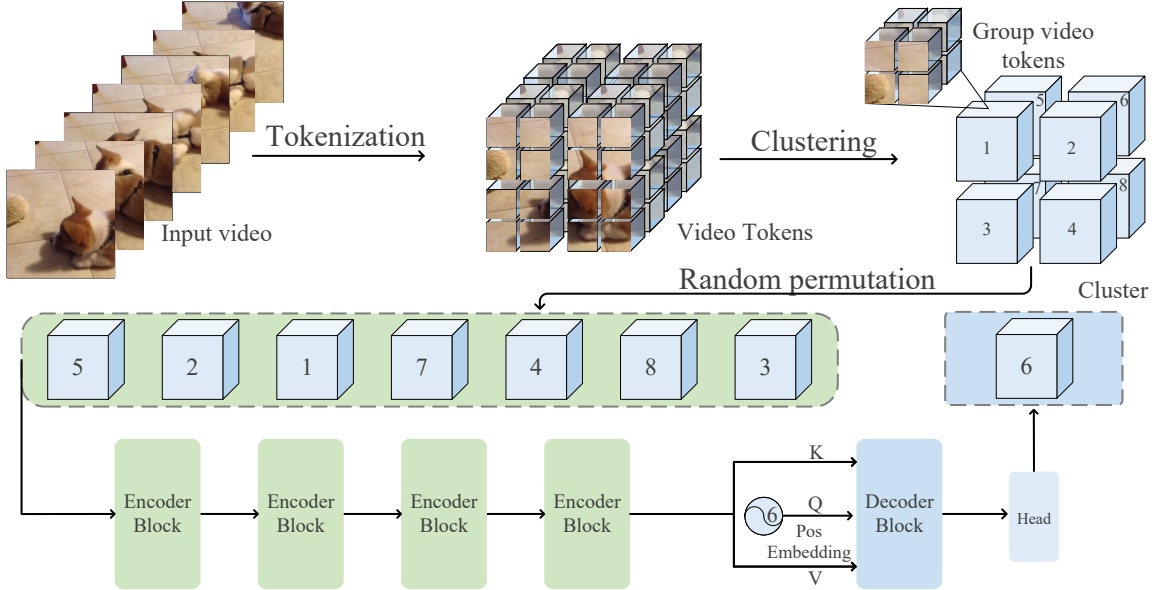 Group video
tokens
Tokenization
Clustering
5
6
1
2
7
8
3
4
Input video
Video Tokens
Random permutation
Cluster
5
2
1
7
4
8
3
6
K
Encoder
Block
Encoder
Block
Encoder
Block
Encoder
Block
6
Q
Pos
Embedding
V
Decoder
Block
Head